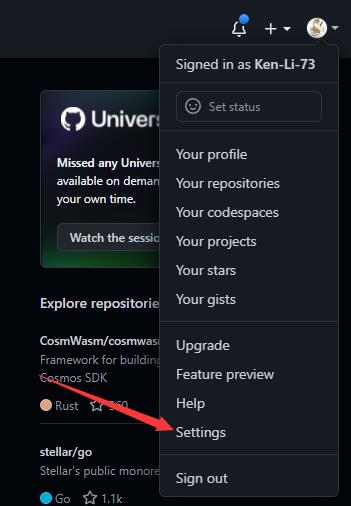 Signed in as Ken-Li-73
Set status
Your profile
Your repositories
Your codespaces
Your projects
Your stars
Your gists
Upgrade
Feature preview
Help
Settings
Sign out
GitHub Univers
Missed any Univer
available on deman
your own time.
Watch the sessio
Explore repositorie
CosmWasm/cosmwasm
Framework for building
Cosmos SDK
Rust 360
stellar/go
Stellar's public monore
Go 1.1k